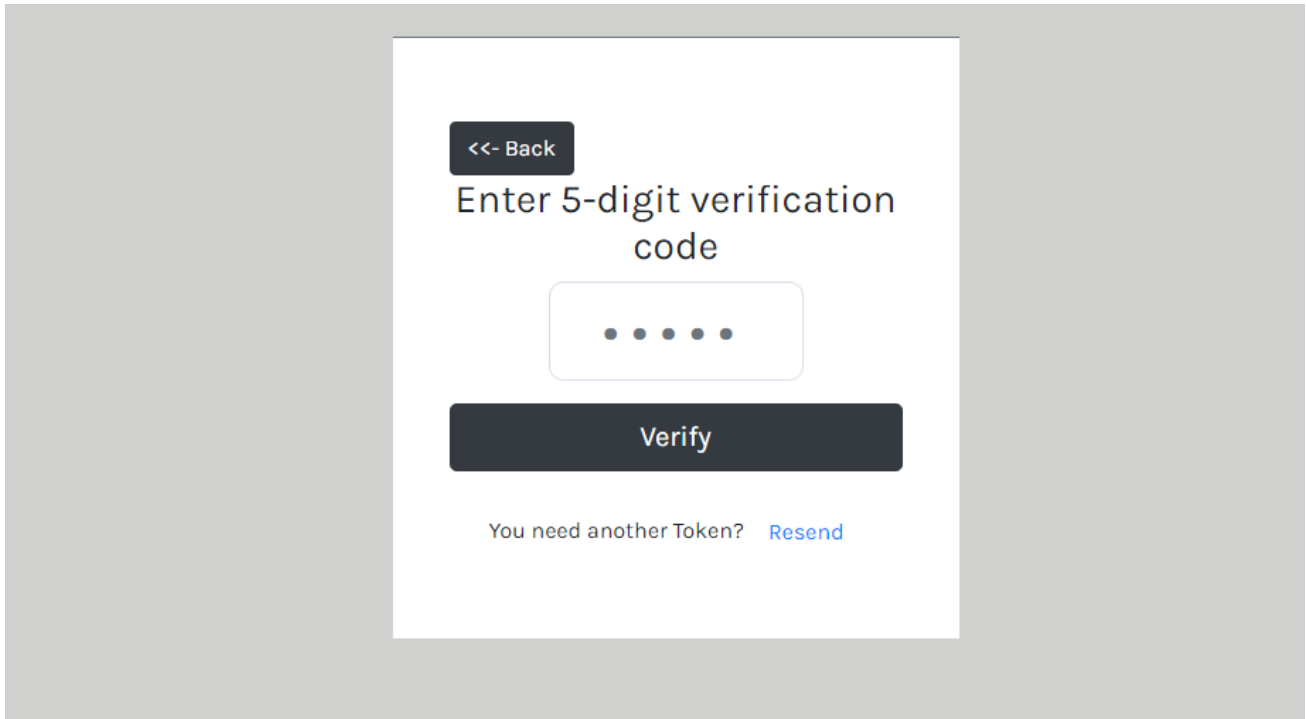 <<- Back
Enter 5-digit verification
code
•••••
Verify
You need another Token? Resend